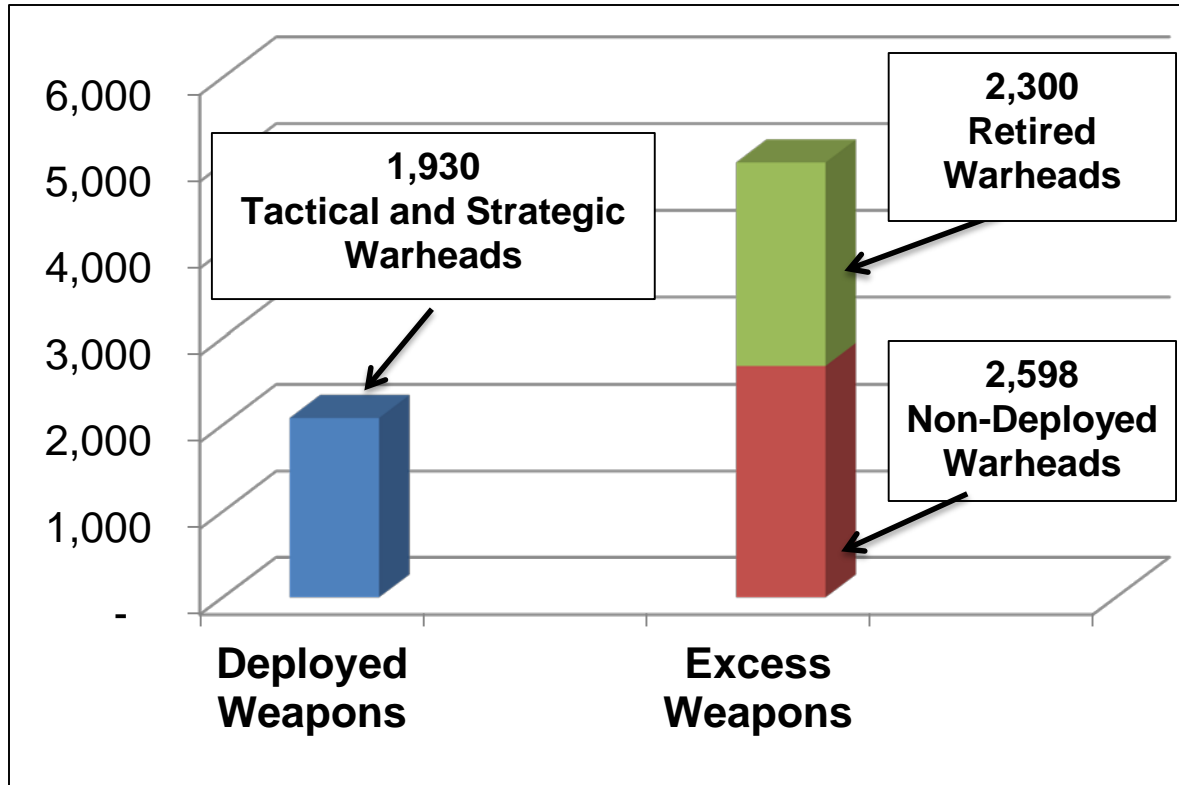 6,000
5,000
4,000
3,000
2,000
1,000
-
1,930
Tactical and Strategic
Warheads
2,300
Retired
Warheads
2,598
Non-Deployed
Warheads
Deployed
Weapons
Excess
Weapons